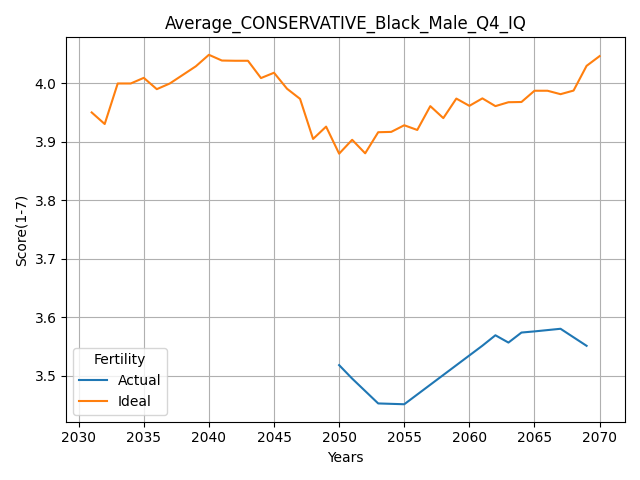 Average_CONSERVATIVE_Black_Male_Q4_IQ
Score(1-7)
4.0
3.9
3.8
3.7
3.6
3.5
Fertility
Actual
Ideal
2030 2035 2040 2045 2050 2055 2060 2065 2070
Years